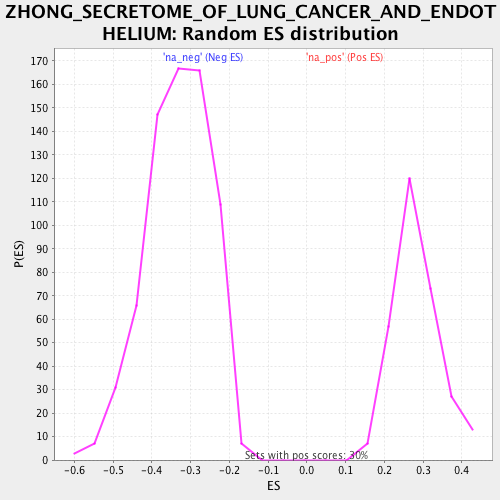 ZHONG_SECRETOME_OF_LUNG_CANCER_AND_ENDOT
HELIUM: Random ES distribution
'na_neg' (Neg ES)
'na_pos' (Pos ES)
170
160
150
140
130
120
110
100
90
80
70
60
50
40
30
20
10
0
P(ES)
Sets with pos scores: 30%
-0.6 -0.5 -0.4 -0.3 -0.2 -0.1 0.0 0.1 0.2 0.3 0.4
ES